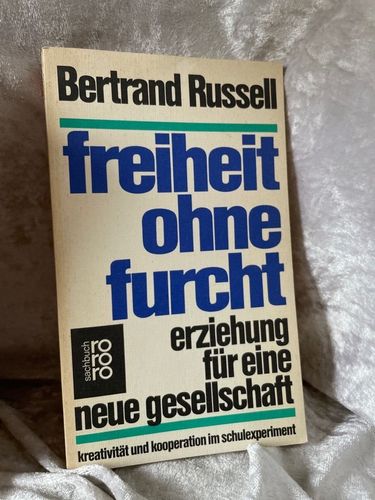 Bertrand Russell
freiheit
ohne
furcht
erziehung
für eine
neue gesellschaft
sachbuch
rororo
kreativität und kooperation im schulexperiment